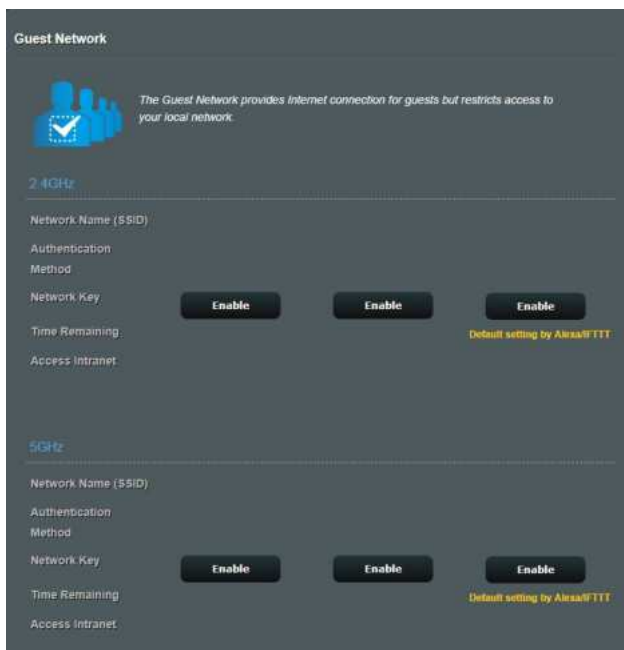 Guest Network
The Guest Network provides Internet connection for guests but restricts access to
your local network.
2.4GHz
Network Name (SSID)
Authentication
Method
Network Key
Enable
Enable
Enable
Time Remaining
Default setting by Alexa/IFTTT
Access Intranet
5GHz
Network Name (SSID)
Authentication
Method
Network Key
Enable
Enable
Enable
Time Remaining
Default setting by Alexa/IFTTT
Access Intranet